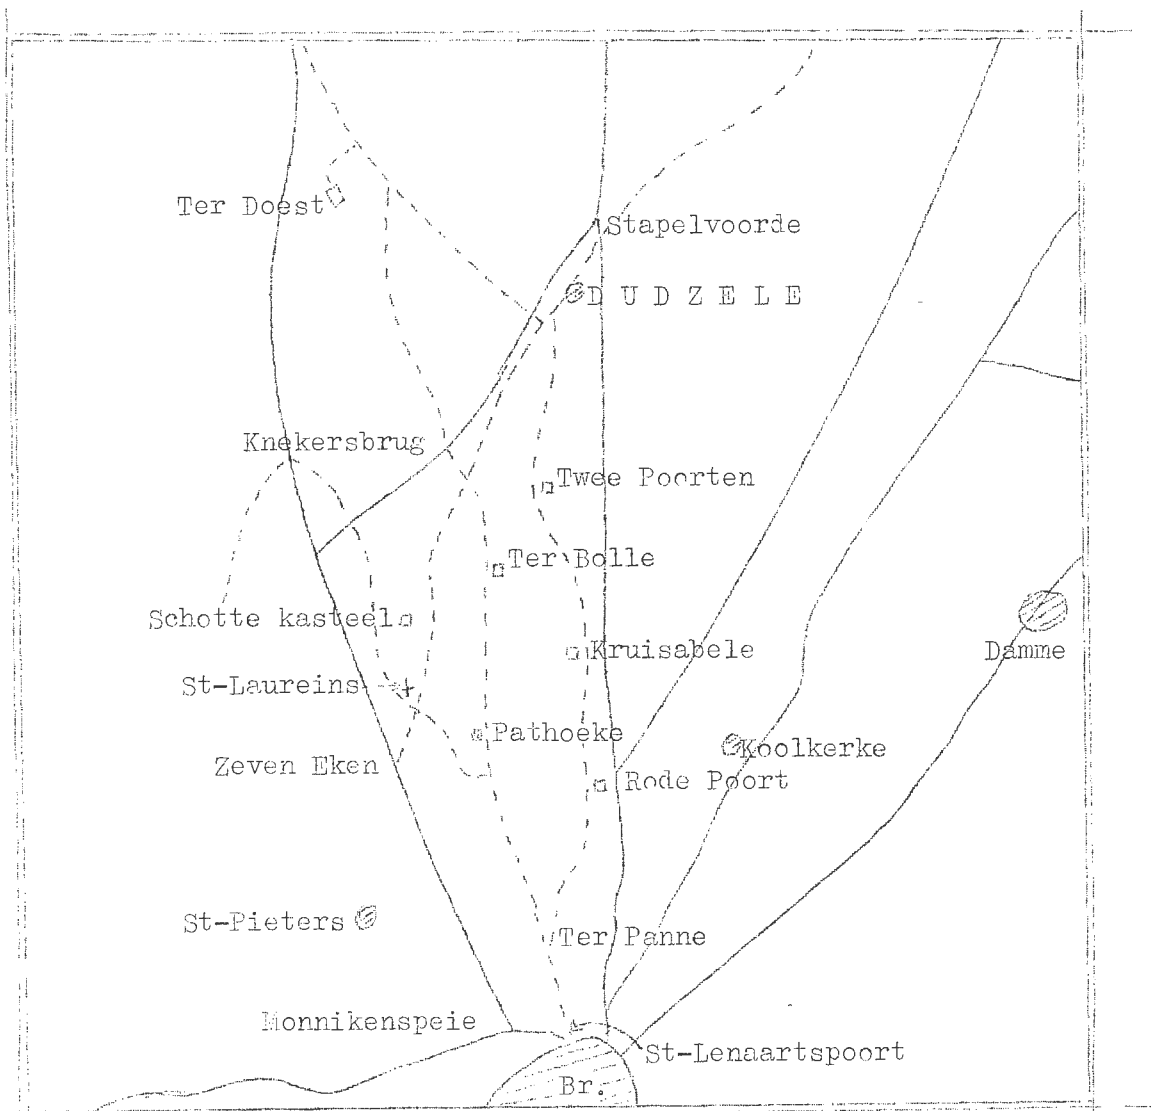 Ter Doest
Stapelvoorde
D U D Z E L E
Knekersbrug
Twee Poorten
Ter Bolle
Schotte kasteel
Kruisabele
Damme
St-Laureins
Pathoeke
Koolkerke
Zeven Eken
Rode Poort
St-Pieters
Ter Panne
Monnikenspeie
St-Lenaartspoort
Br.